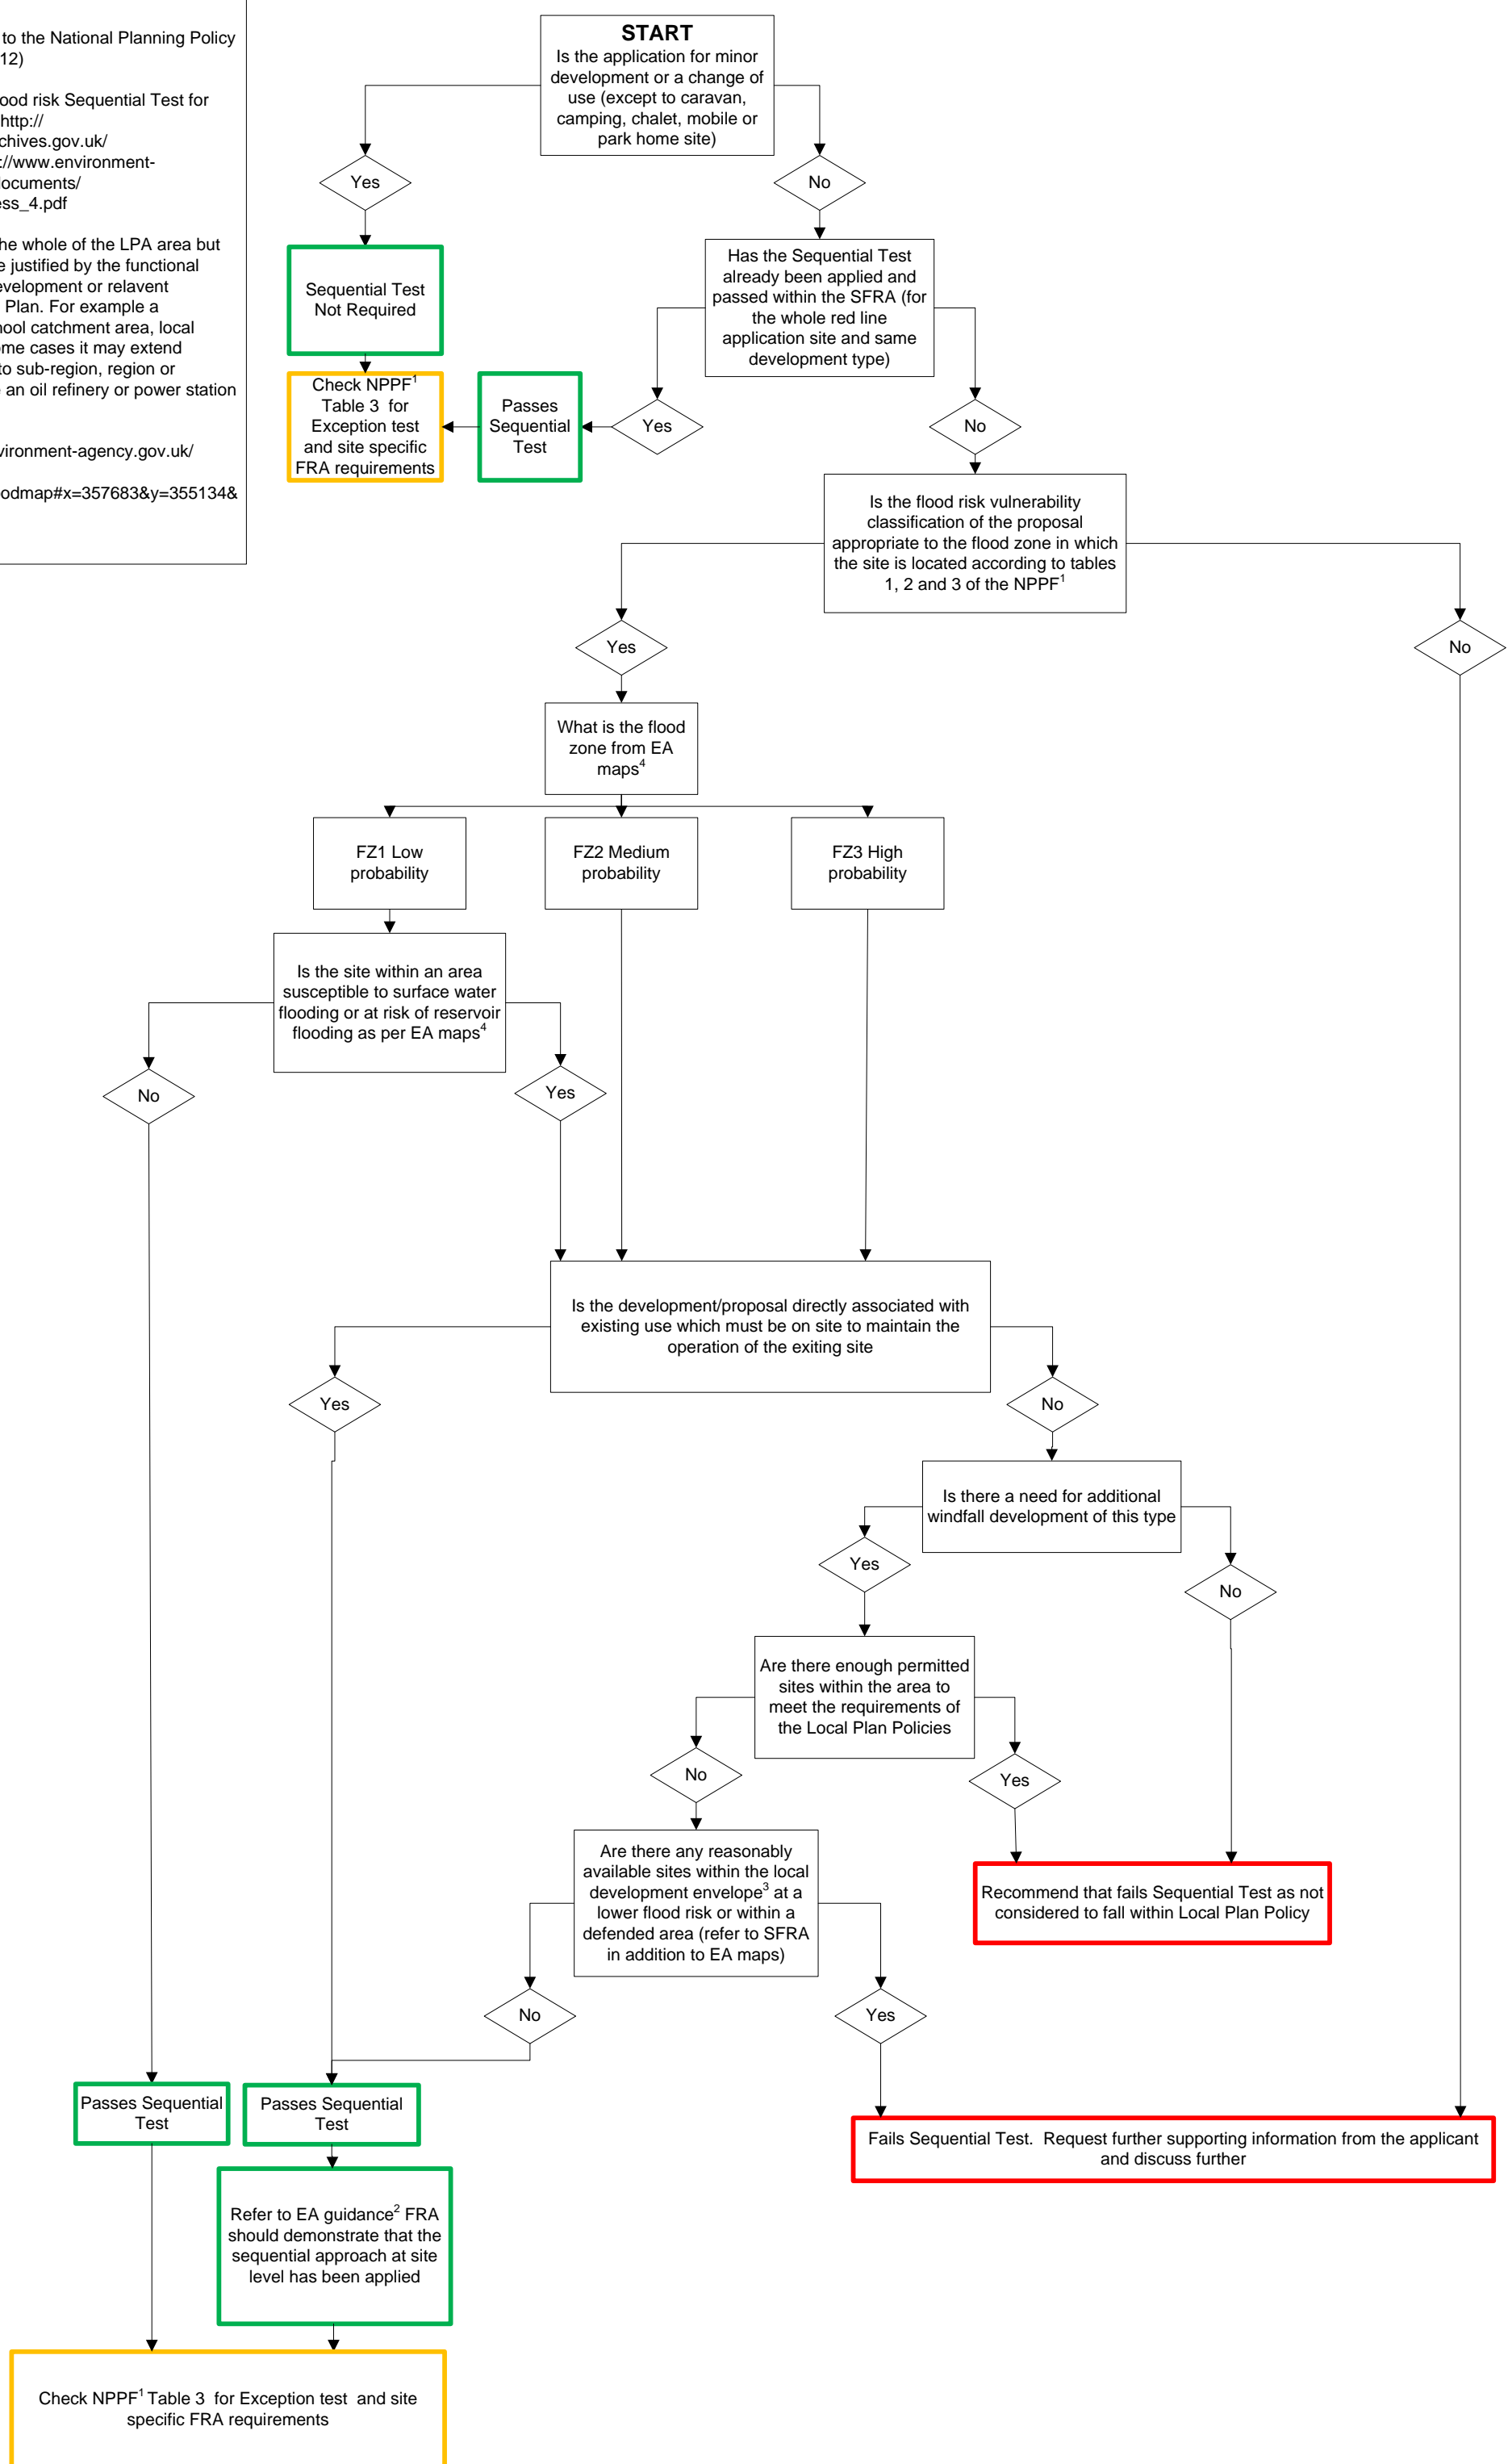 to the National Planning Policy
12)
ood risk Sequential Test for
http://
chives.gov.uk/
://www.environment-
locuments/
ess_4.pdf
he whole of the LPA area but
e justified by the functional
evelopment or relavent
Plan. For example a
nool catchment area, local
ome cases it may extend
to sub-region, region or
e an oil refinery or power station
vironment-agency.gov.uk/
odmap#x=357683&y=355134&
START
Is the application for minor
development or a change of
use (except to caravan,
camping, chalet, mobile or
park home site)
Yes
No
Sequential Test
Not Required
Has the Sequential Test
already been applied and
passed within the SFRA (for
the whole red line
application site and same
development type)
Check NPPF1
Table 3 for
Exception test
and site specific
FRA requirements
Passes
Sequential
Test
Yes
No
Is the flood risk vulnerability
classification of the proposal
appropriate to the flood zone in which
the site is located according to tables
1, 2 and 3 of the NPPF1
Yes
No
What is the flood
zone from EA
maps4
FZ1 Low
probability
FZ2 Medium
probability
FZ3 High
probability
Is the site within an area
susceptible to surface water
flooding or at risk of reservoir
flooding as per EA maps4
No
Yes
Is the development/proposal directly associated with
existing use which must be on site to maintain the
operation of the exiting site
Yes
No
Is there a need for additional
windfall development of this type
Yes
No
Are there enough permitted
sites within the area to
meet the requirements of
the Local Plan Policies
No
Yes
Are there any reasonably
available sites within the local
development envelope3 at a
lower flood risk or within a
defended area (refer to SFRA
in addition to EA maps)
Recommend that fails Sequential Test as not
considered to fall within Local Plan Policy
No
Yes
Passes Sequential
Test
Passes Sequential
Test
Fails Sequential Test. Request further supporting information from the applicant
and discuss further
Refer to EA guidance2 FRA
should demonstrate that the
sequential approach at site
level has been applied
Check NPPF1 Table 3 for Exception test and site
specific FRA requirements